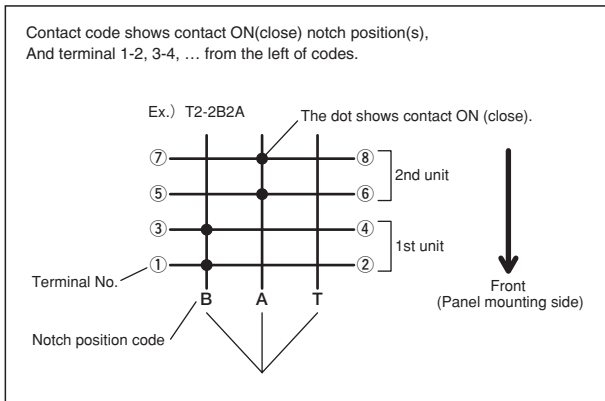 Contact code shows contact ON(close) notch position(s),
And terminal 1-2, 3-4, … from the left of codes.
Ex.) T2-2B2A
The dot shows contact ON (close).
⑦ ⑧
2nd unit
⑤ ⑥
③ ④
1st unit
① ②
Terminal No.
B A T
Front
(Panel mounting side)
Notch position code